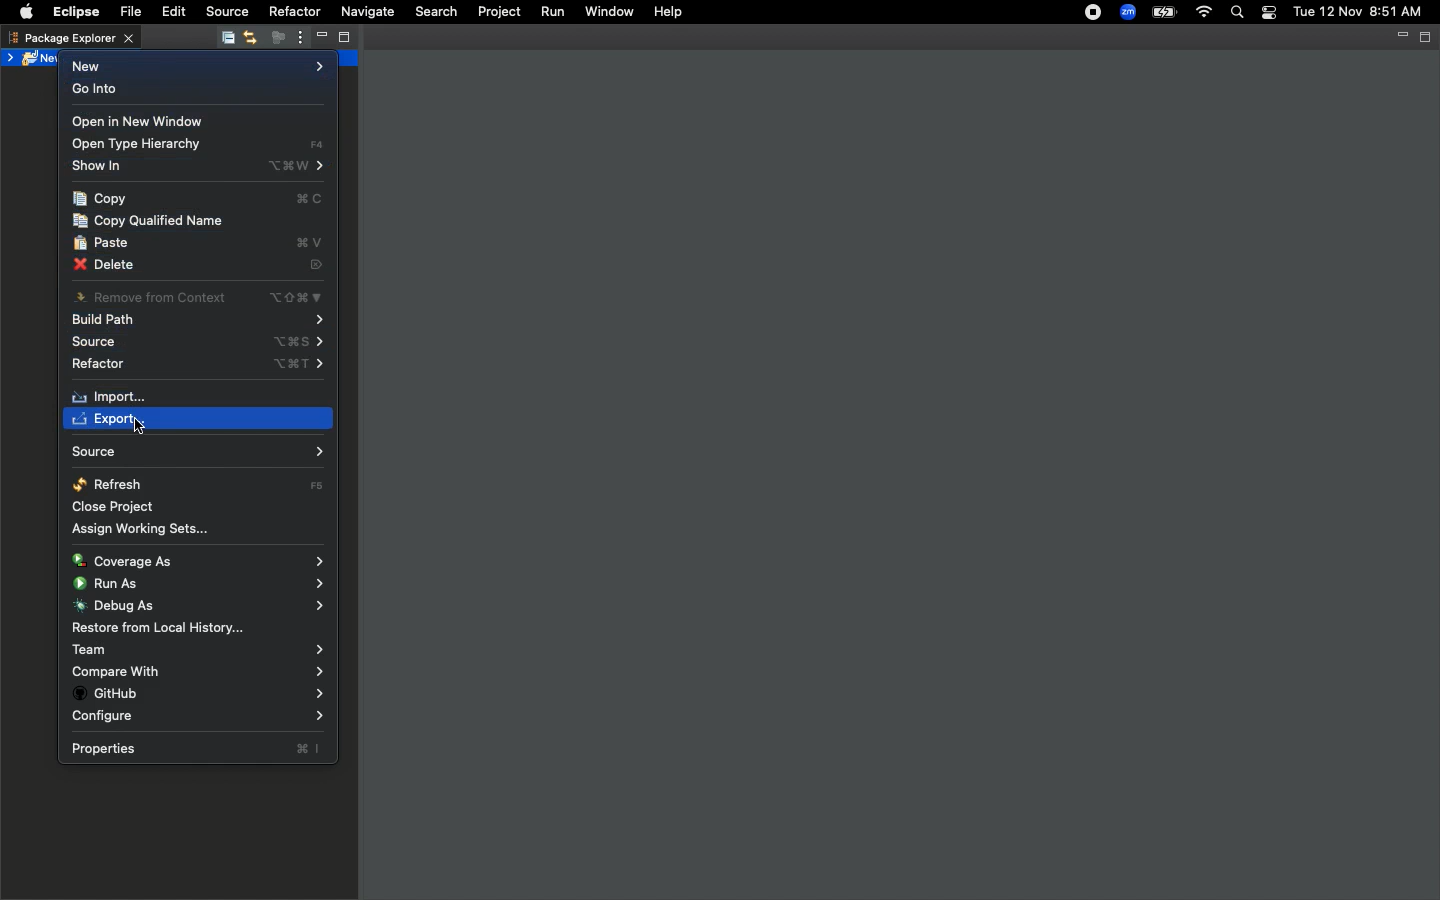 Eclipse File Edit Source Refactor Navigate Search Project Run Window Help zm Tue 12 Nov 8:51 AM
Package Explorer
New
New
Go Into
Open in New Window
Open Type Hierarchy F4
Show In ⌥⌘W
Copy ⌘C
Copy Qualified Name
Paste ⌘V
Delete ⌦
Remove from Context ⌥⇧⌘▼
Build Path
Source ⌥⌘S
Refactor ⌥⌘T
Import...
Export...
Source
Refresh F5
Close Project
Assign Working Sets...
Coverage As
Run As
Debug As
Restore from Local History...
Team
Compare With
GitHub
Configure
Properties ⌘I